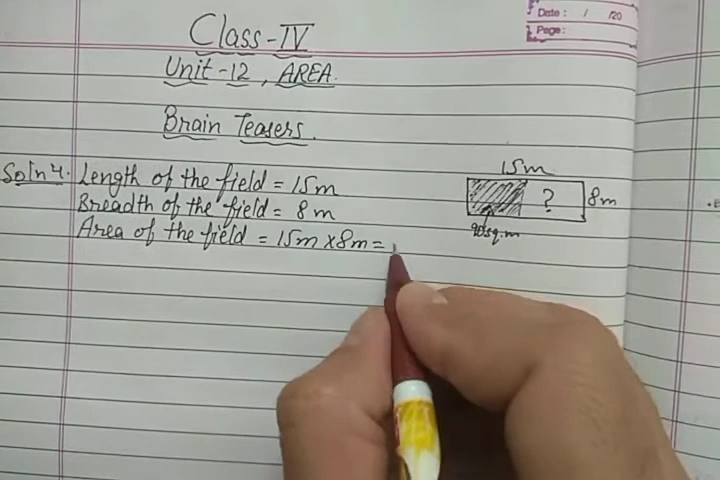 Date: / /20
Page:
Class-IV
Unit-12, AREA.
Brain Teasers.
Soln 4. Length of the field = 15m
Breadth of the field = 8m
Area of the field = 15m x 8m =
15m
?
8m